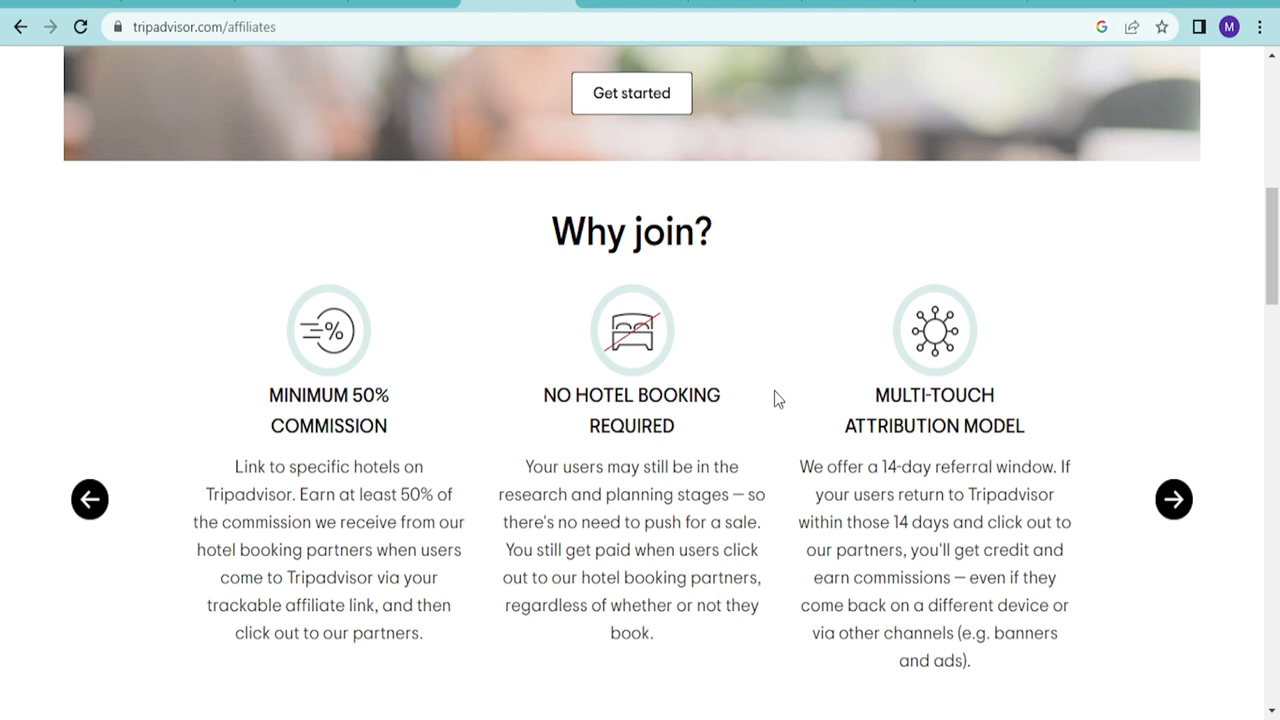 tripadvisor.com/affiliates
M
Get started
Why join?
%
MINIMUM 50%
COMMISSION
Link to specific hotels on
Tripadvisor. Earn at least 50% of
the commission we receive from our
hotel booking partners when users
come to Tripadvisor via your
trackable affiliate link, and then
click out to our partners.
NO HOTEL BOOKING
REQUIRED
Your users may still be in the
research and planning stages – so
there's no need to push for a sale.
You still get paid when users click
out to our hotel booking partners,
regardless of whether or not they
book.
MULTI-TOUCH
ATTRIBUTION MODEL
We offer a 14-day referral window. If
your users return to Tripadvisor
within those 14 days and click out to
our partners, you'll get credit and
earn commissions – even if they
come back on a different device or
via other channels (e.g. banners
and ads).